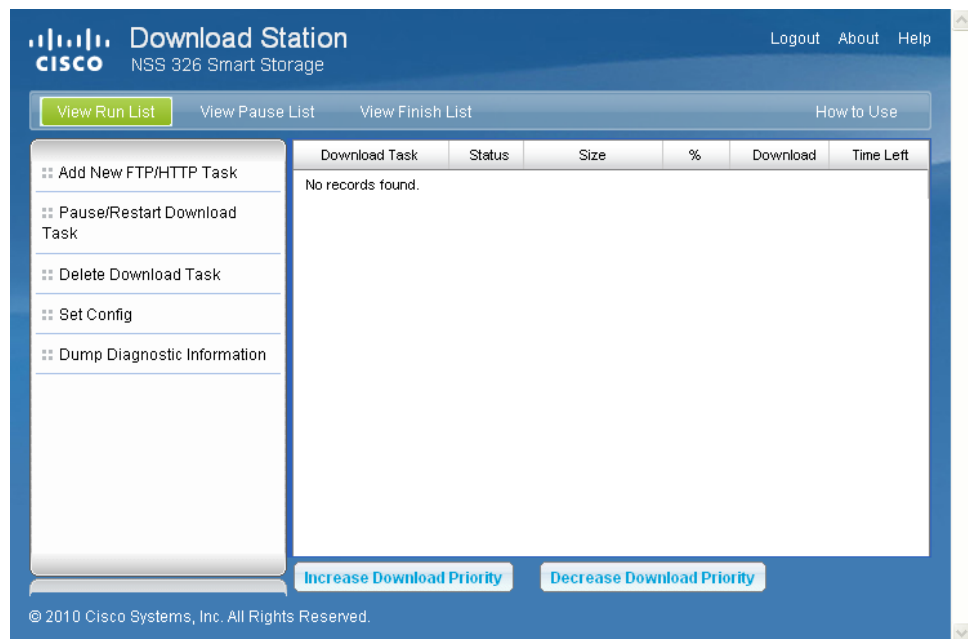 CISCO
Download Station
NSS 326 Smart Storage
Logout About Help
View Run List View Pause List View Finish List How to Use
Add New FTP/HTTP Task
Pause/Restart Download
Task
Delete Download Task
Set Config
Dump Diagnostic Information
Download Task Status Size % Download Time Left
No records found.
Increase Download Priority Decrease Download Priority
© 2010 Cisco Systems, Inc. All Rights Reserved.